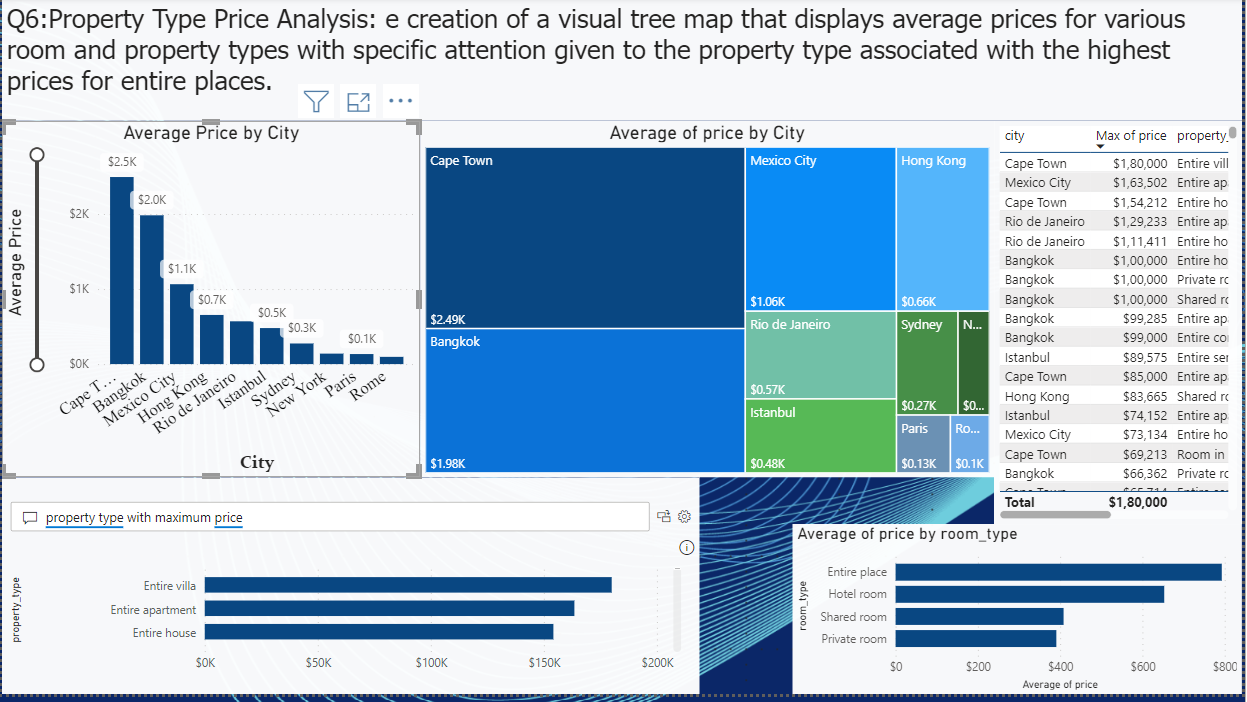 Q6:Property Type Price Analysis: e creation of a visual tree map that displays average prices for various
room and property types with specific attention given to the property type associated with the highest
prices for entire places.
Average Price by City
Average Price
$2.5K
$2.0K
$1.1K
$0.7K
$0.5K
$0.3K
$0.1K
$2K
$1K
$0K
Cape T...
Bangkok
Mexico City
Hong Kong
Rio de Janeiro
Istanbul
Sydney
New York
Paris
Rome
City
Average of price by City
Cape Town
$2.49K
Bangkok
$1.98K
Mexico City
$1.06K
Hong Kong
$0.66K
Rio de Janeiro
$0.57K
Istanbul
$0.48K
Sydney
$0.27K
N...
$0...
Paris
$0.13K
Ro...
$0.1K
city Max of price property_
Cape Town $1,80,000 Entire vill
Mexico City $1,63,502 Entire ap
Cape Town $1,54,212 Entire ho
Rio de Janeiro $1,29,233 Entire ap
Rio de Janeiro $1,11,411 Entire ho
Bangkok $1,00,000 Entire ho
Bangkok $1,00,000 Private ro
Bangkok $1,00,000 Shared ro
Bangkok $99,285 Entire ap
Bangkok $99,000 Entire co
Istanbul $89,575 Entire ser
Cape Town $85,000 Entire ap
Hong Kong $83,665 Shared ro
Istanbul $74,152 Entire ap
Mexico City $73,134 Entire ho
Cape Town $69,213 Room in
Bangkok $66,362 Private ro
Total $1,80,000
property type with maximum price
property_type
Entire villa
Entire apartment
Entire house
$0K $50K $100K $150K $200K
Average of price by room_type
room_type
Entire place
Hotel room
Shared room
Private room
$0 $200 $400 $600 $800
Average of price